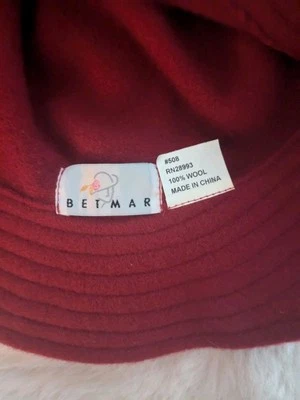 BETMAR
#508
RN28993
100% WOOL
MADE IN CHINA